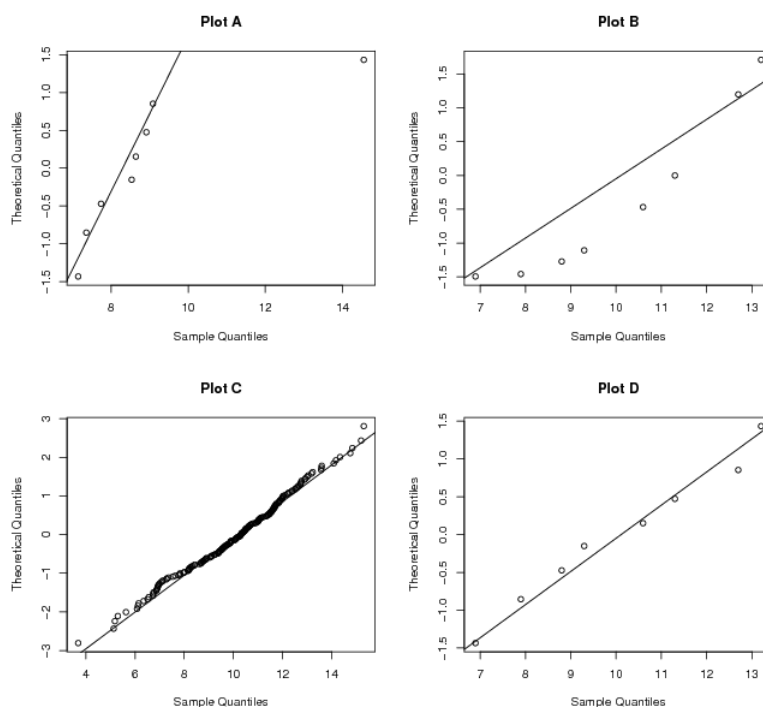 Plot A
Plot B
Theoretical Quantiles
1.5
1.0
0.5
0.0
−0.5
−1.0
−1.5
8 10 12 14
Sample Quantiles
Theoretical Quantiles
1.5
1.0
0.5
0.0
−0.5
−1.0
−1.5
7 8 9 10 11 12 13
Sample Quantiles
Plot C
Plot D
Theoretical Quantiles
3
2
1
0
−1
−2
−3
4 6 8 10 12 14
Sample Quantiles
Theoretical Quantiles
1.5
1.0
0.5
0.0
−0.5
−1.0
−1.5
7 8 9 10 11 12 13
Sample Quantiles